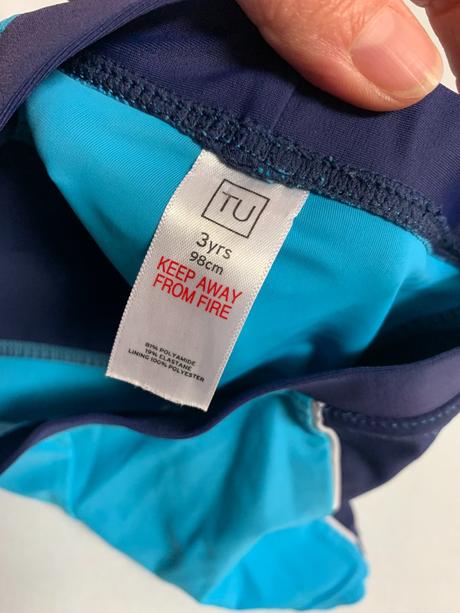 TU
3yrs
98cm
KEEP AWAY
FROM FIRE
81% POLYAMIDE
19% ELASTANE
LINING 100% POLYESTER